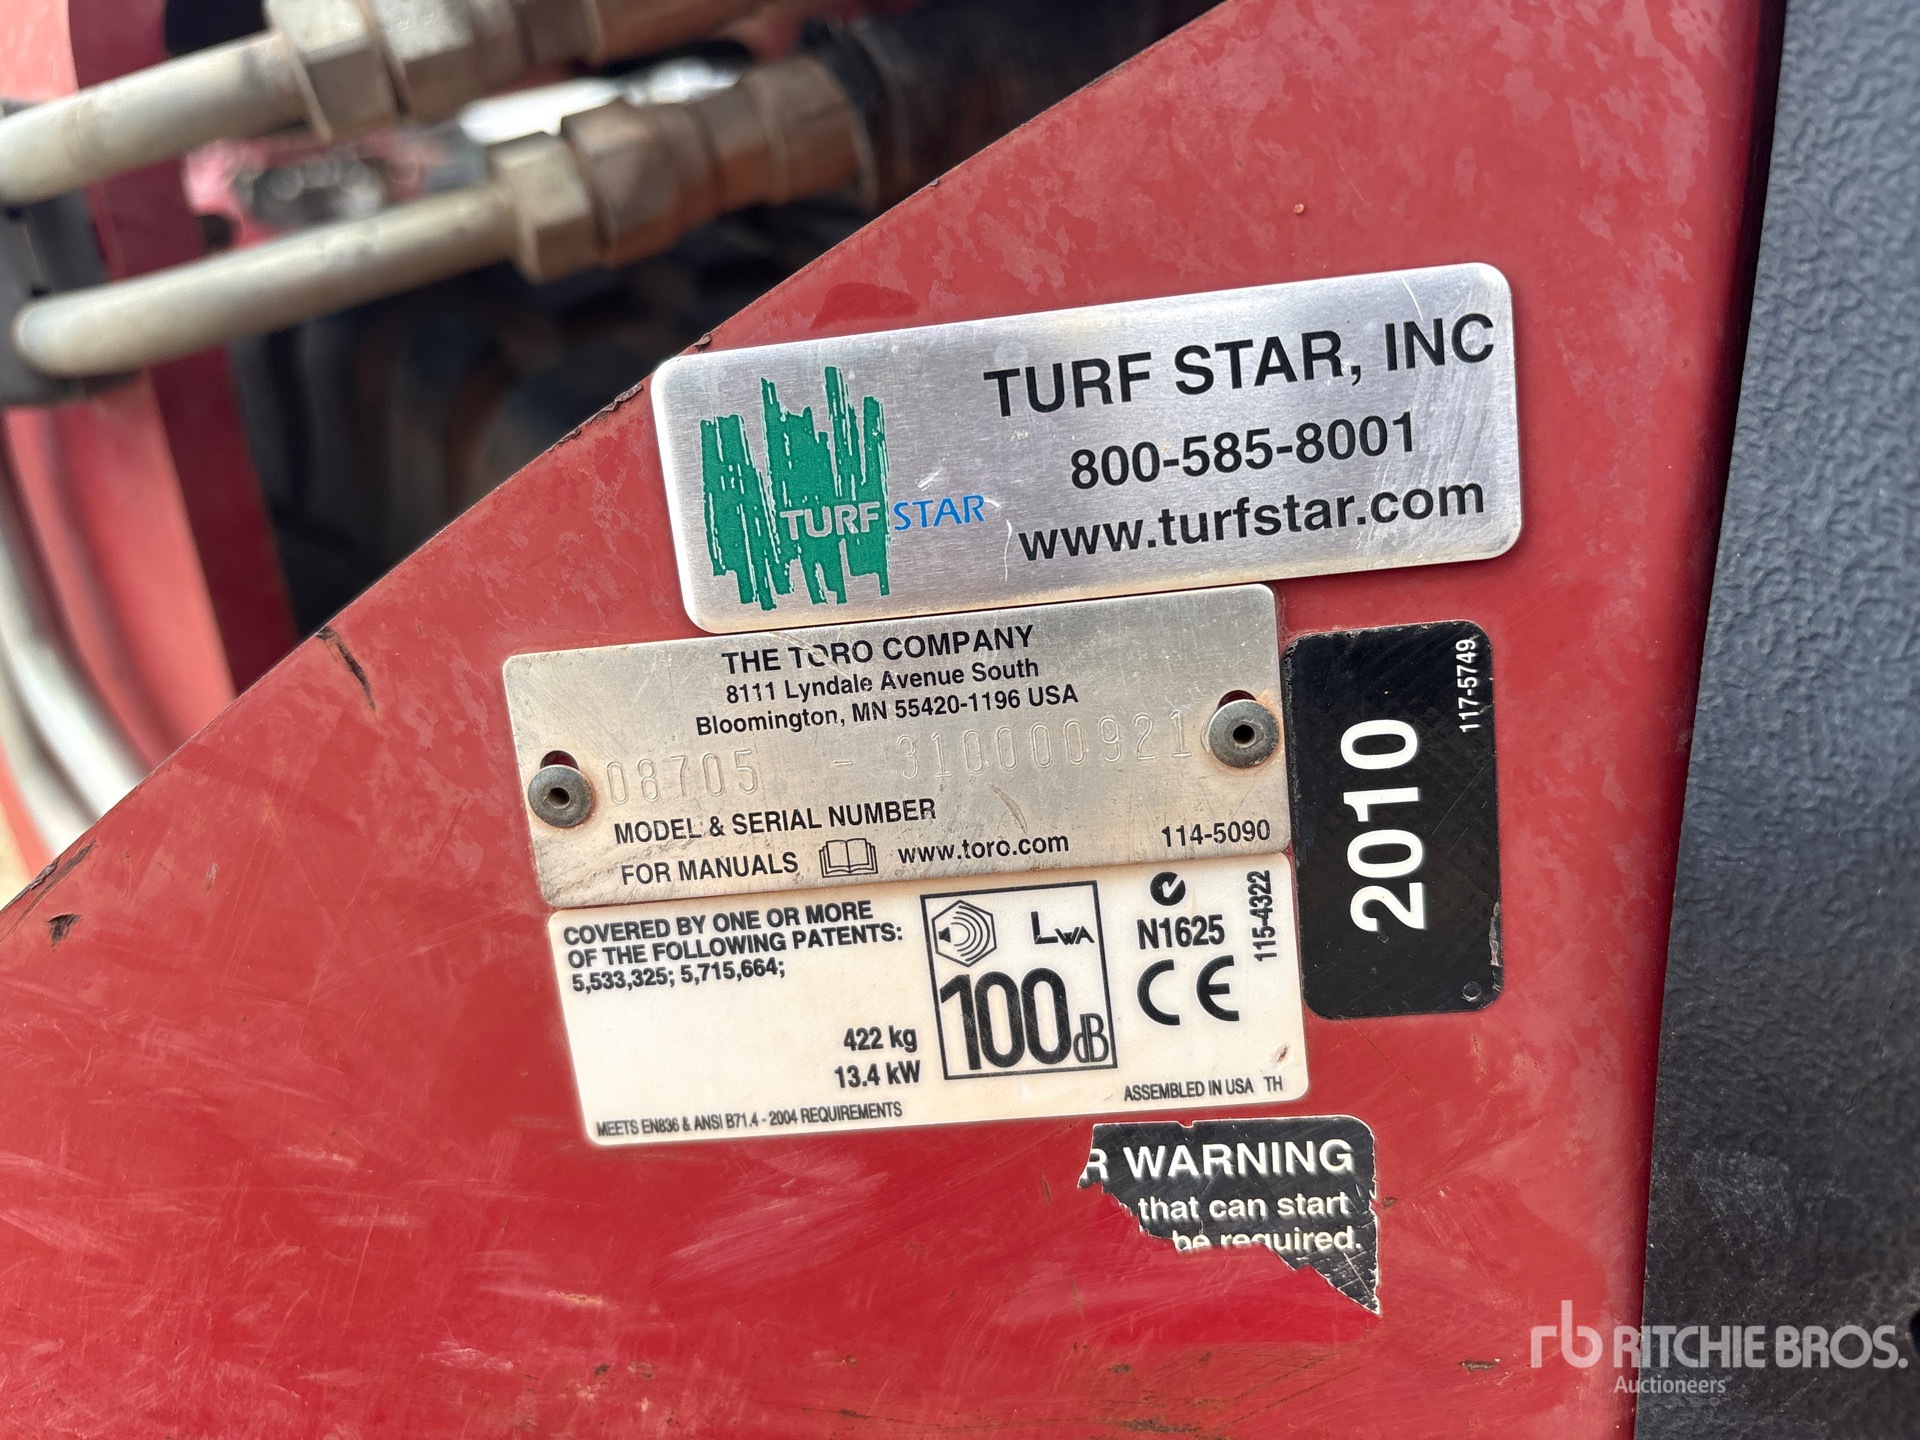 TURF STAR, INC
800-585-8001
www.turfstar.com
TURF STAR
THE TORO COMPANY
8111 Lyndale Avenue South
Bloomington, MN 55420-1196 USA
08705 - 310000921
MODEL & SERIAL NUMBER
FOR MANUALS www.toro.com 114-5090
2010
117-5749
COVERED BY ONE OR MORE
OF THE FOLLOWING PATENTS:
5,533,325; 5,715,664;
422 kg
13.4 kW
MEETS EN836 & ANSI B71.4 - 2004 REQUIREMENTS
LWA
100dB
N1625
CE
115-4322
ASSEMBLED IN USA TH
R WARNING
that can start
be required.
rb RITCHIE BROS.
Auctioneers